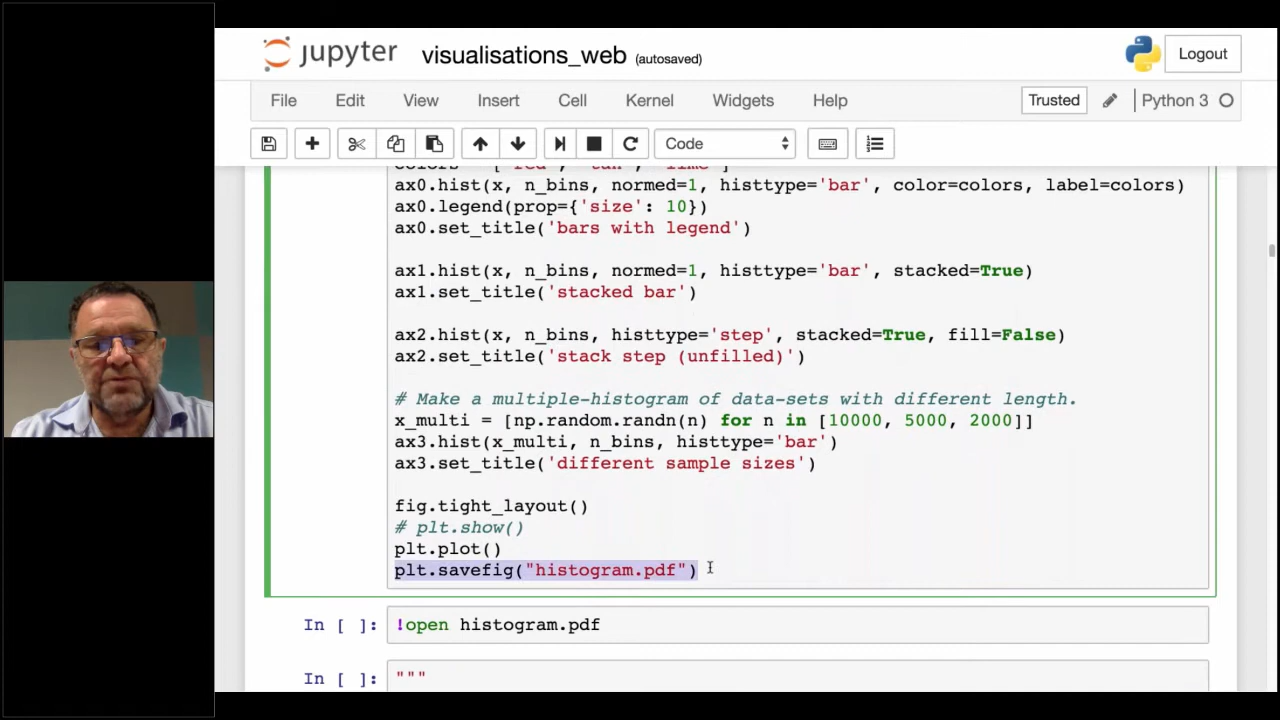 jupyter visualisations_web (autosaved) Logout
File Edit View Insert Cell Kernel Widgets Help Trusted Python 3
Code
colors = ['red', 'tan', 'lime']
ax0.hist(x, n_bins, normed=1, histtype='bar', color=colors, label=colors)
ax0.legend(prop={'size': 10})
ax0.set_title('bars with legend')
ax1.hist(x, n_bins, normed=1, histtype='bar', stacked=True)
ax1.set_title('stacked bar')
ax2.hist(x, n_bins, histtype='step', stacked=True, fill=False)
ax2.set_title('stack step (unfilled)')
# Make a multiple-histogram of data-sets with different length.
x_multi = [np.random.randn(n) for n in [10000, 5000, 2000]]
ax3.hist(x_multi, n_bins, histtype='bar')
ax3.set_title('different sample sizes')
fig.tight_layout()
# plt.show()
plt.plot()
plt.savefig("histogram.pdf")
In [ ]: !open histogram.pdf
In [ ]: """